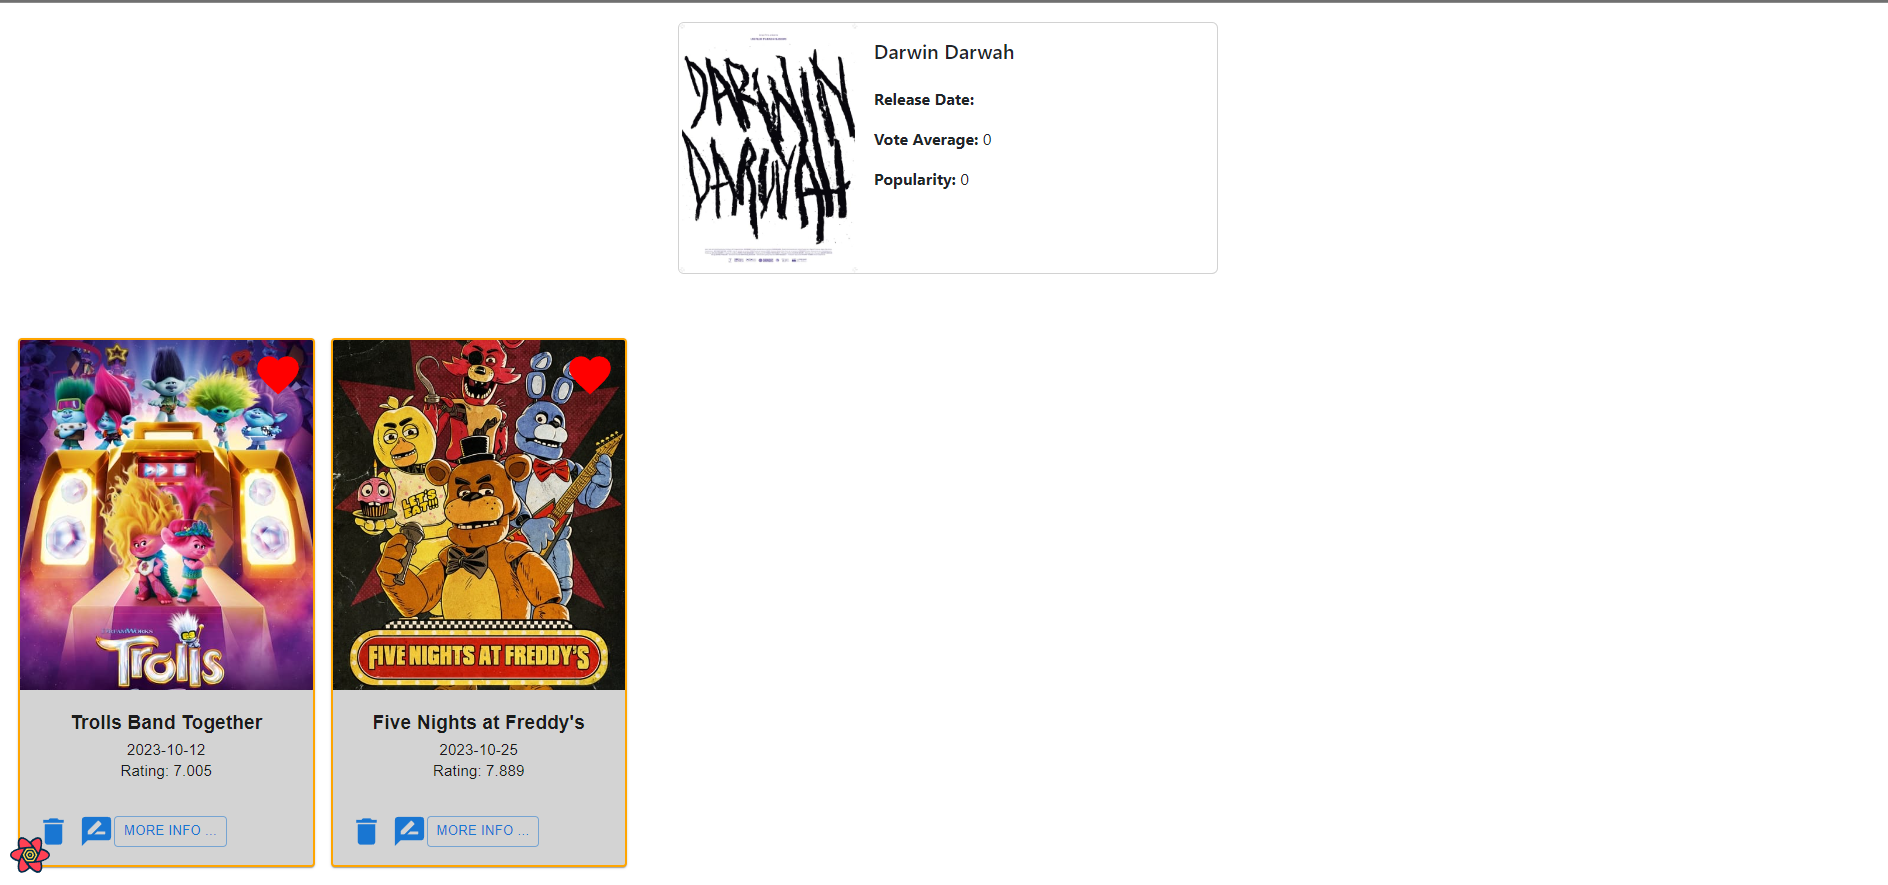 DARWIN
DARWAH
Darwin Darwah
Release Date:
Vote Average: 0
Popularity: 0
DREAMWORKS
Trolls
LET'S
EAT!!!
FIVE NIGHTS AT FREDDY'S
Trolls Band Together
2023-10-12
Rating: 7.005
MORE INFO ...
Five Nights at Freddy's
2023-10-25
Rating: 7.889
MORE INFO ...